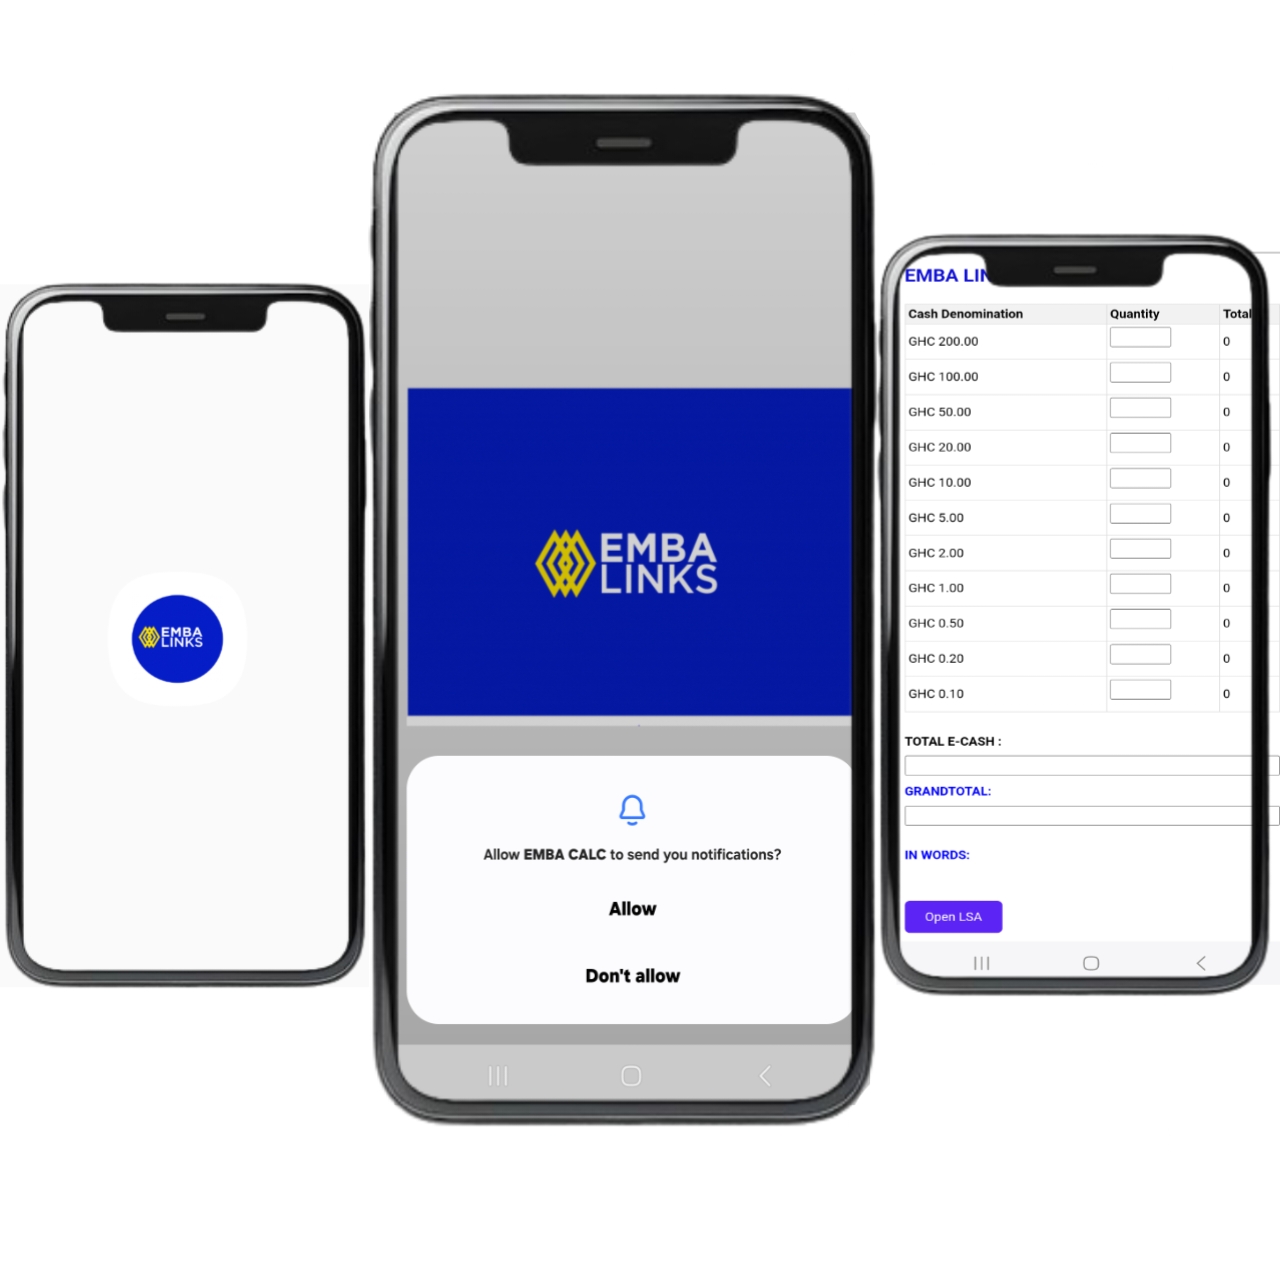 EMBA
LINKS
EMBA
LINKS
Allow EMBA CALC to send you notifications?
Allow
Don't allow
EMBA LIN
Cash Denomination Quantity Total
GHC 200.00 0
GHC 100.00 0
GHC 50.00 0
GHC 20.00 0
GHC 10.00 0
GHC 5.00 0
GHC 2.00 0
GHC 1.00 0
GHC 0.50 0
GHC 0.20 0
GHC 0.10 0
TOTAL E-CASH :
GRANDTOTAL:
IN WORDS:
Open LSA